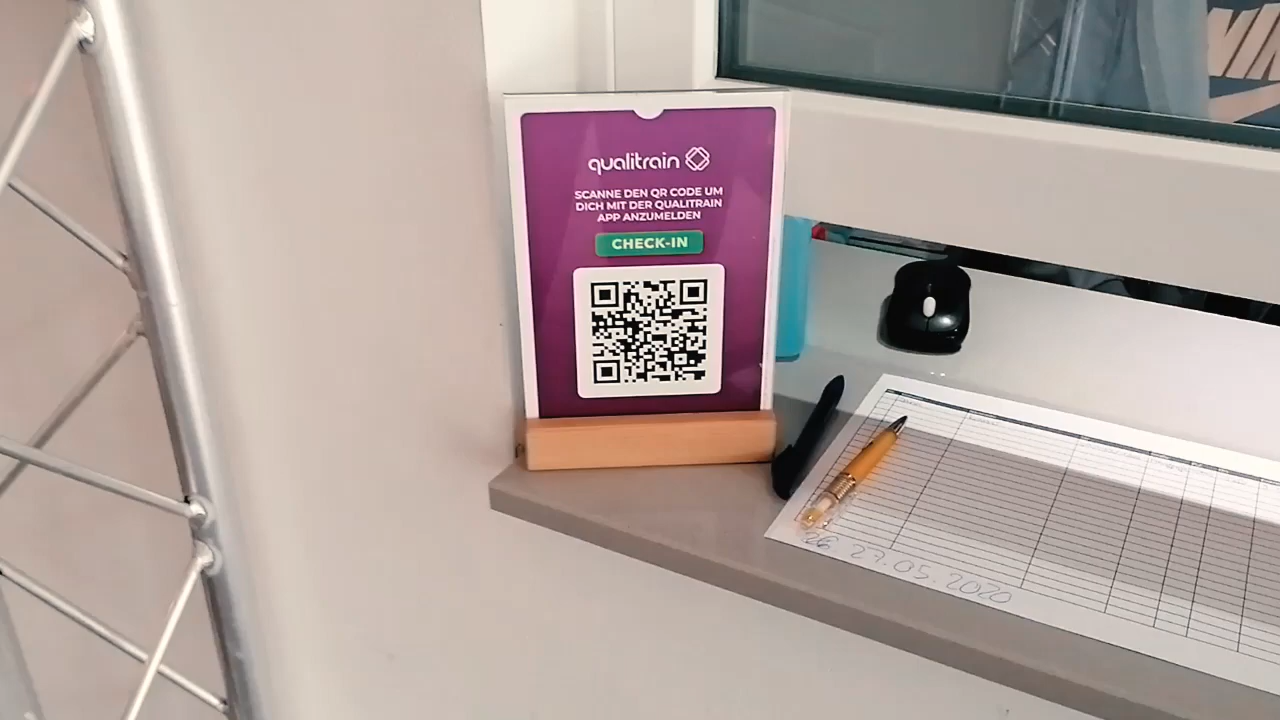 qualitrain
SCANNE DEN QR CODE UM
DICH MIT DER QUALITRAIN
APP ANZUMELDEN
CHECK-IN
27.05.2020